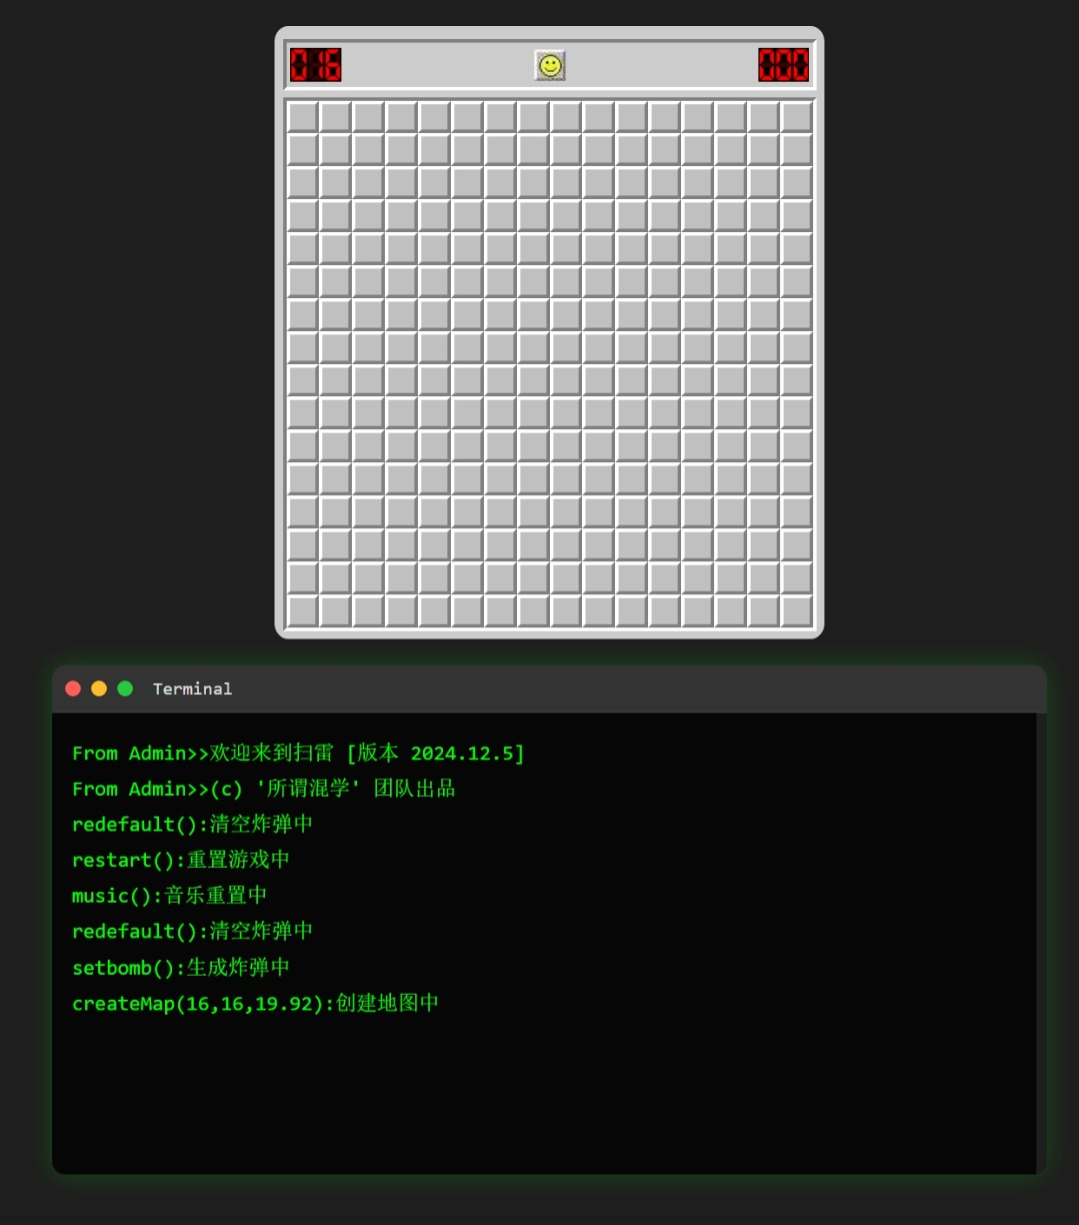 016
000
Terminal
From Admin>>欢迎来到扫雷 [版本 2024.12.5]
From Admin>>(c) '所谓混学' 团队出品
redefault():清空炸弹中
restart():重置游戏中
music():音乐重置中
redefault():清空炸弹中
setbomb():生成炸弹中
createMap(16,16,19.92):创建地图中